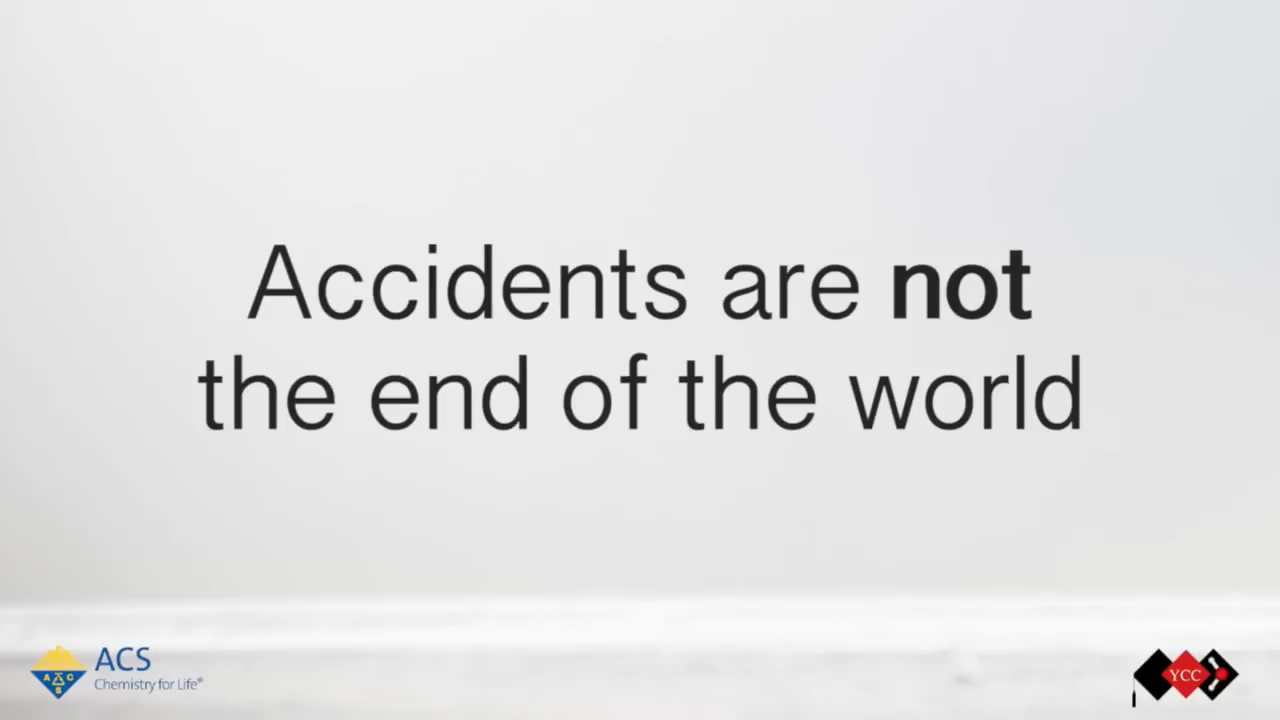 Accidents are not
the end of the world
ACS
Chemistry for Life®
A C S
YCC